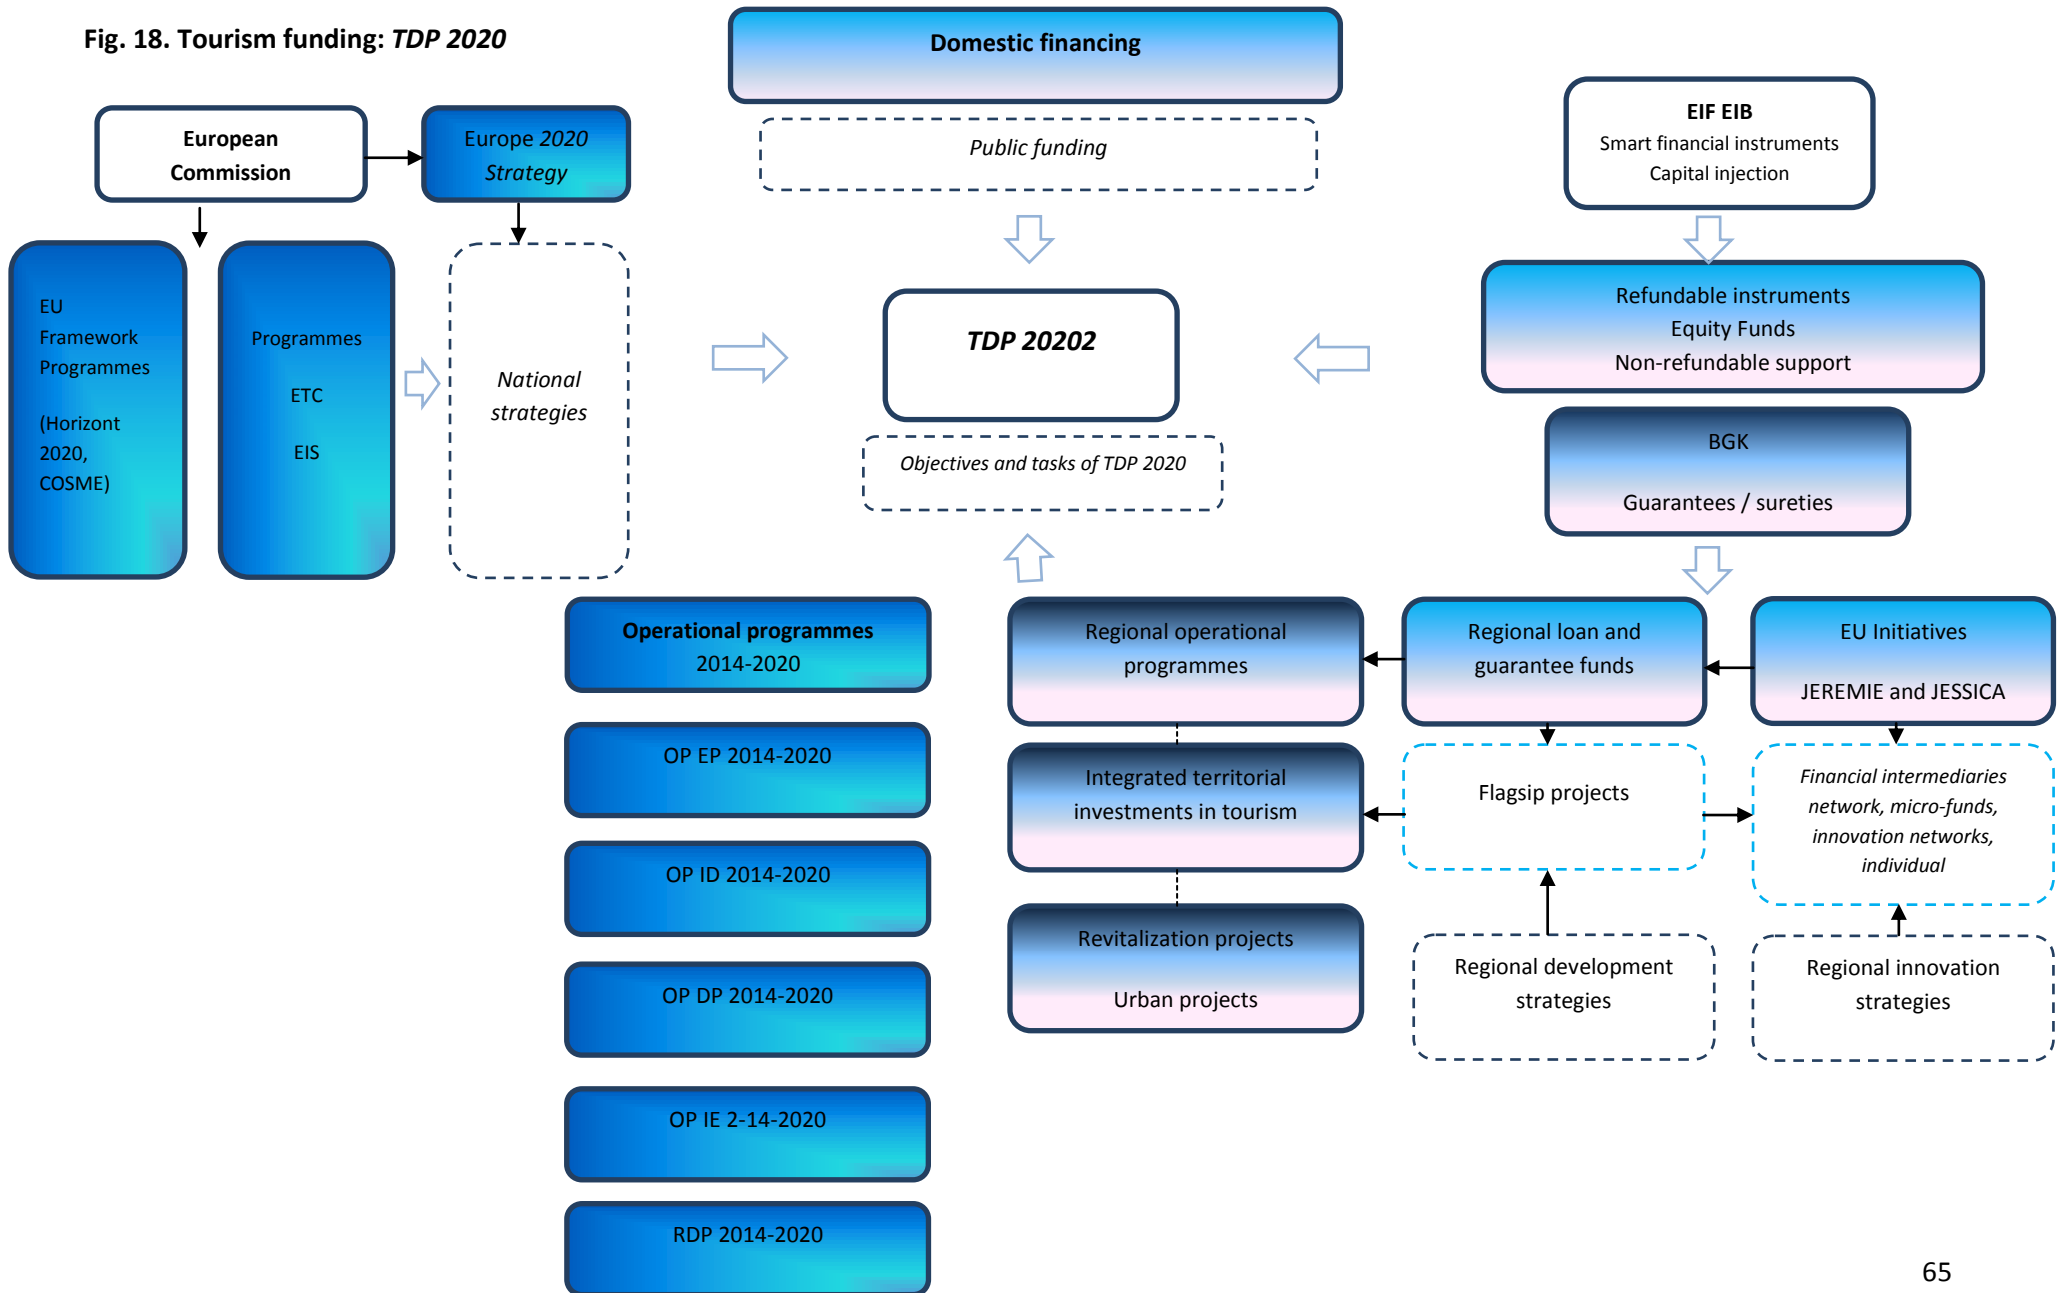 Fig. 18. Tourism funding: TDP 2020
Domestic financing
Public funding
European
Commission
Europe 2020
Strategy
EIF EIB
Smart financial instruments
Capital injection
EU
Framework
Programmes
(Horizont
2020,
COSME)
Programmes
ETC
EIS
National
strategies
TDP 20202
Objectives and tasks of TDP 2020
Refundable instruments
Equity Funds
Non-refundable support
BGK
Guarantees / sureties
Operational programmes
2014-2020
OP EP 2014-2020
OP ID 2014-2020
OP DP 2014-2020
OP IE 2-14-2020
RDP 2014-2020
Regional operational
programmes
Regional loan and
guarantee funds
EU Initiatives
JEREMIE and JESSICA
Integrated territorial
investments in tourism
Flagsip projects
Financial intermediaries
network, micro-funds,
innovation networks,
individual
Revitalization projects
Urban projects
Regional development
strategies
Regional innovation
strategies
65